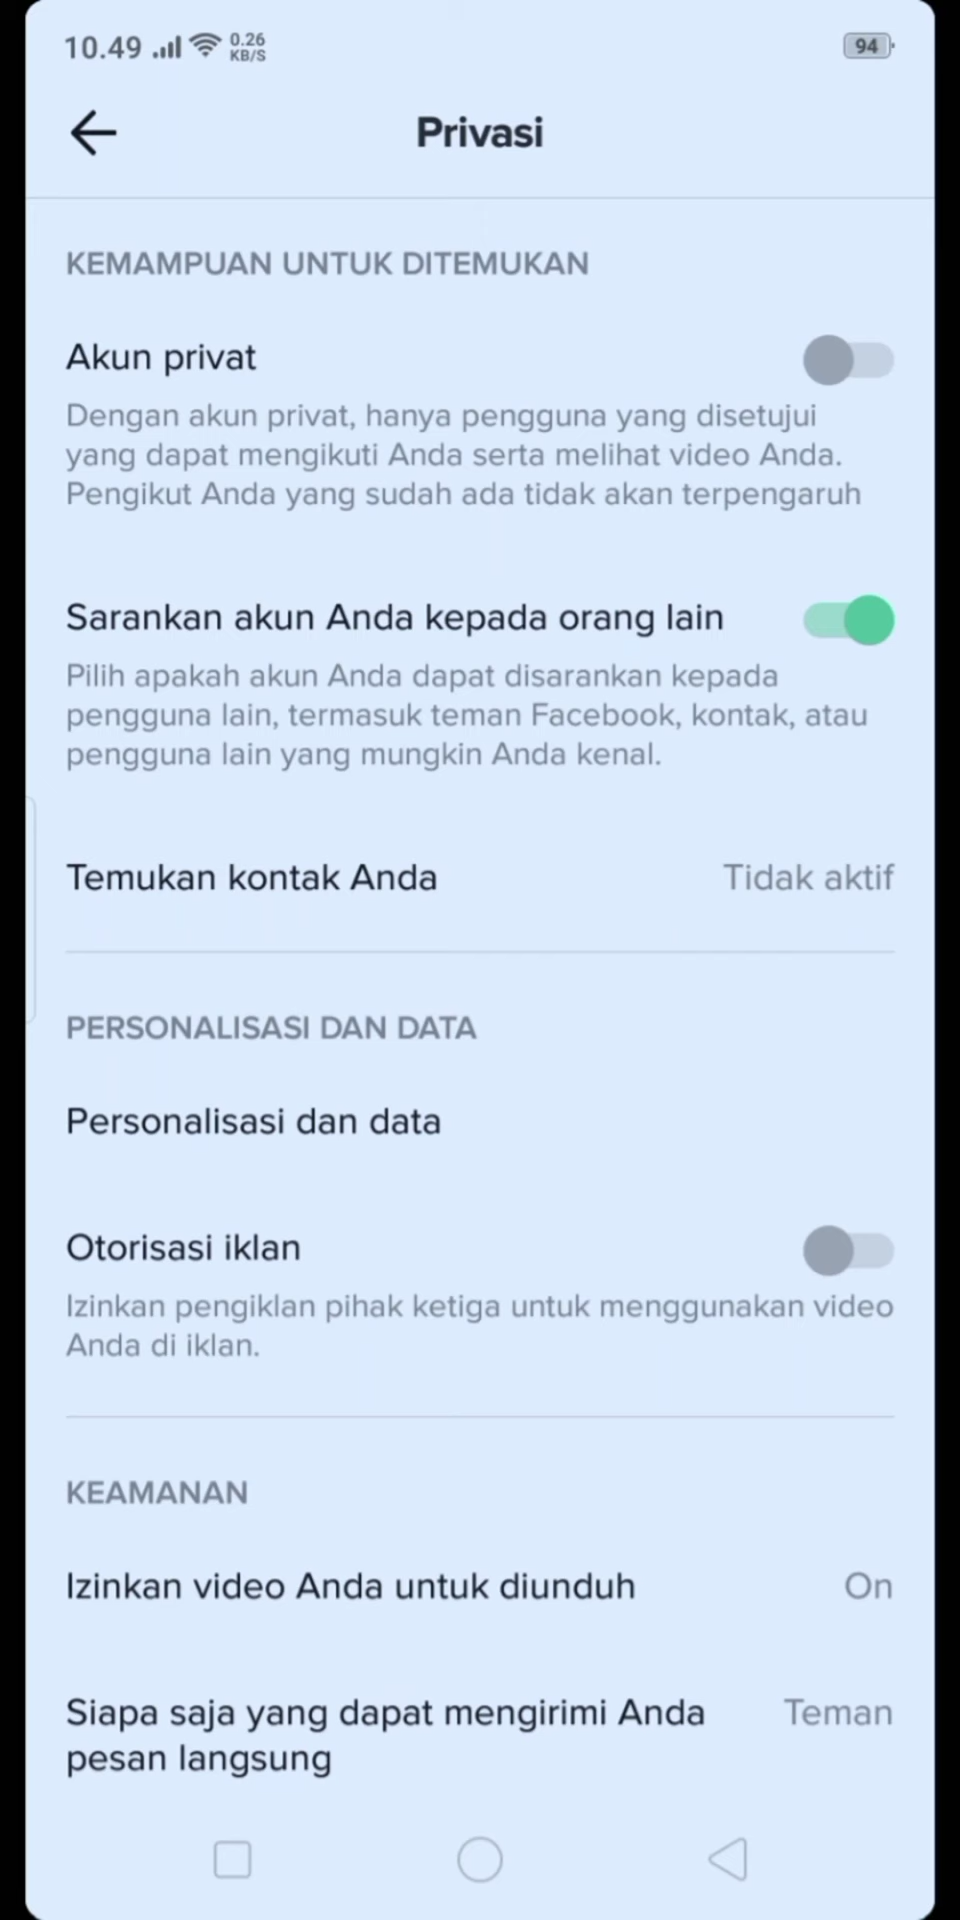 10.49
0.26
KB/S
94
Privasi
KEMAMPUAN UNTUK DITEMUKAN
Akun privat
Dengan akun privat, hanya pengguna yang disetujui
yang dapat mengikuti Anda serta melihat video Anda.
Pengikut Anda yang sudah ada tidak akan terpengaruh
Sarankan akun Anda kepada orang lain
Pilih apakah akun Anda dapat disarankan kepada
pengguna lain, termasuk teman Facebook, kontak, atau
pengguna lain yang mungkin Anda kenal.
Temukan kontak Anda Tidak aktif
PERSONALISASI DAN DATA
Personalisasi dan data
Otorisasi iklan
Izinkan pengiklan pihak ketiga untuk menggunakan video
Anda di iklan.
KEAMANAN
Izinkan video Anda untuk diunduh On
Siapa saja yang dapat mengirimi Anda Teman
pesan langsung